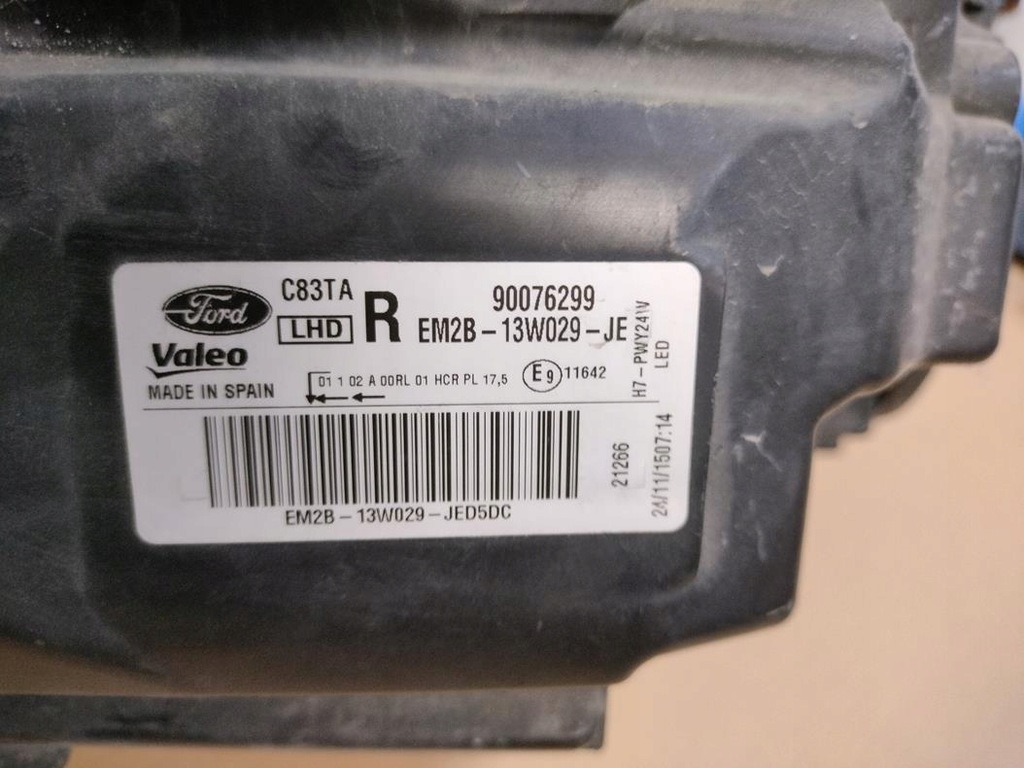 Ford
C83TA
LHD
R
90076299
EM2B-13W029-JE
Valeo
MADE IN SPAIN
01 1 02 A 00RL 01 HCR PL 17,5
E9 11642
H7-PWY24W
LED
EM2B-13W029-JED5DC
21266
24/11/1507:14